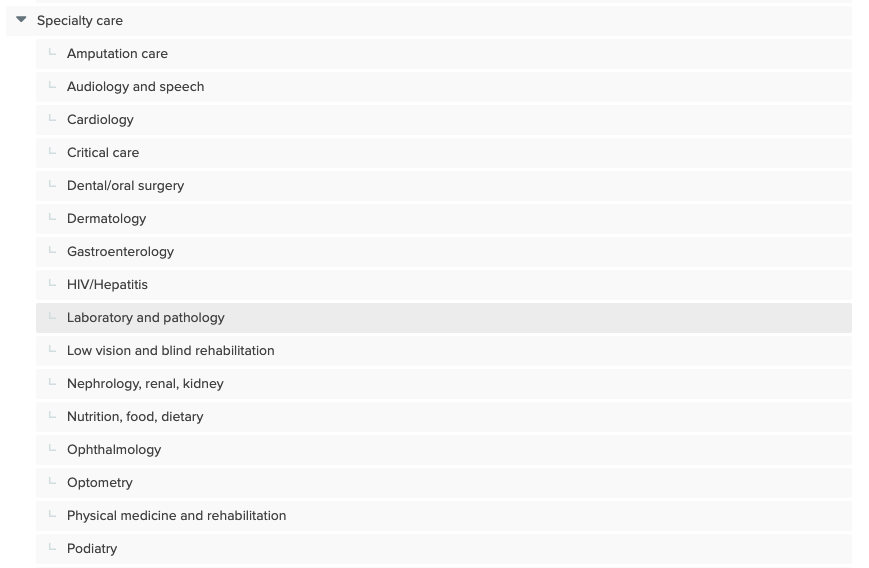 Specialty care
Amputation care
Audiology and speech
Cardiology
Critical care
Dental/oral surgery
Dermatology
Gastroenterology
HIV/Hepatitis
Laboratory and pathology
Low vision and blind rehabilitation
Nephrology, renal, kidney
Nutrition, food, dietary
Ophthalmology
Optometry
Physical medicine and rehabilitation
Podiatry